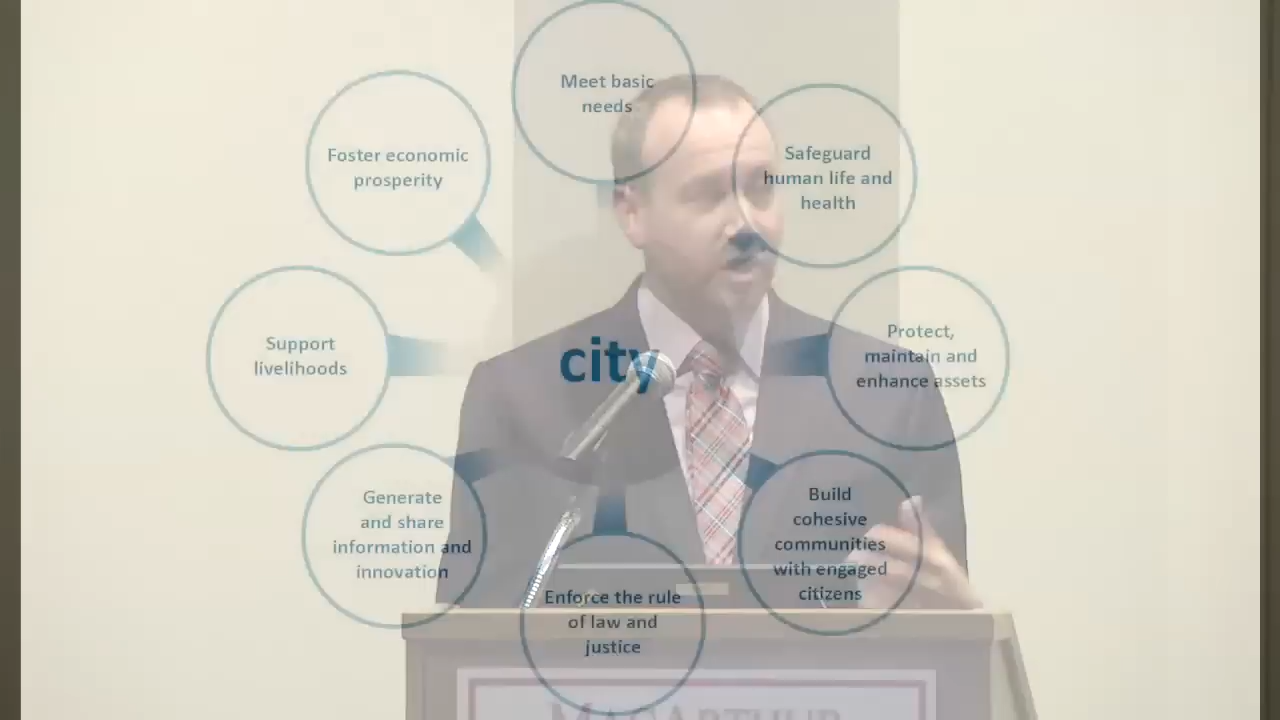 Meet basic
needs
Safeguard
human life and
health
Protect,
maintain and
enhance assets
Build
cohesive
communities
with engaged
citizens
Enforce the rule
of law and
justice
Generate
and share
information and
innovation
Support
livelihoods
Foster economic
prosperity
city
MACARTHUR